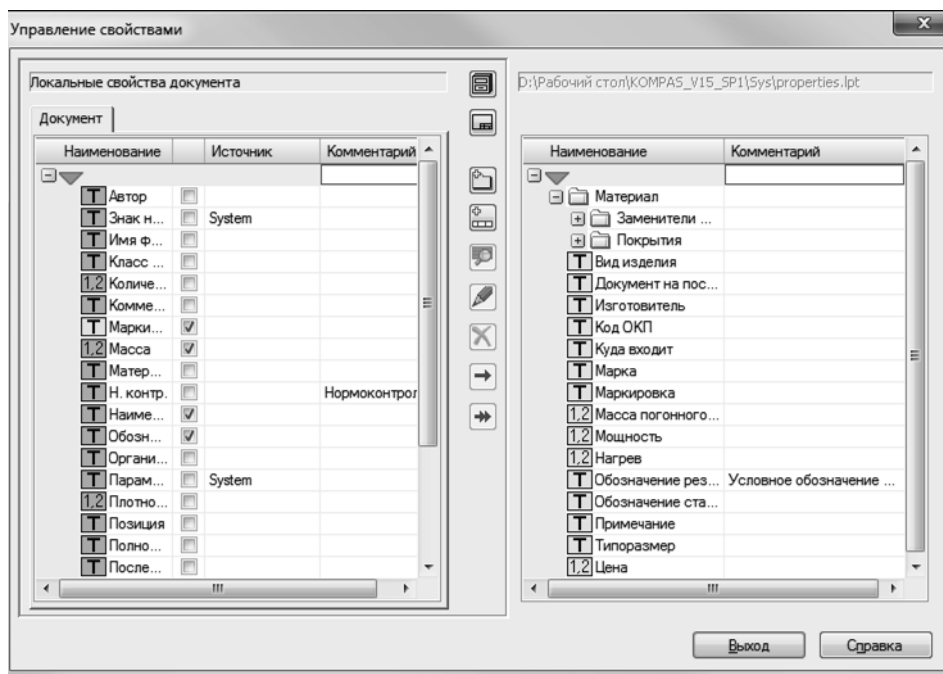 Управление свойствами
Локальные свойства документа
D:\Рабочий стол\KOMPAS_V15_SP1\Sys\properties.lpt
Документ
Наименование Источник Комментарий
T Автор
T Знак н... System
T Имя ф...
T Класс ...
1,2 Количе...
T Комме...
T Марки...
1,2 Масса
T Матер...
T Н. контр. Нормоконтрол
T Наиме...
T Обозн...
T Органи...
T Парам... System
1,2 Плотно...
T Позиция
T Полно...
T После...
Наименование Комментарий
Материал
Заменители ...
Покрытия
T Вид изделия
T Документ на пос...
T Изготовитель
T Код ОКП
T Куда входит
T Марка
T Маркировка
1,2 Масса погонного...
1,2 Мощность
1,2 Нагрев
T Обозначение рез... Условное обозначение ...
T Обозначение ста...
T Примечание
T Типоразмер
1,2 Цена
Выход Справка